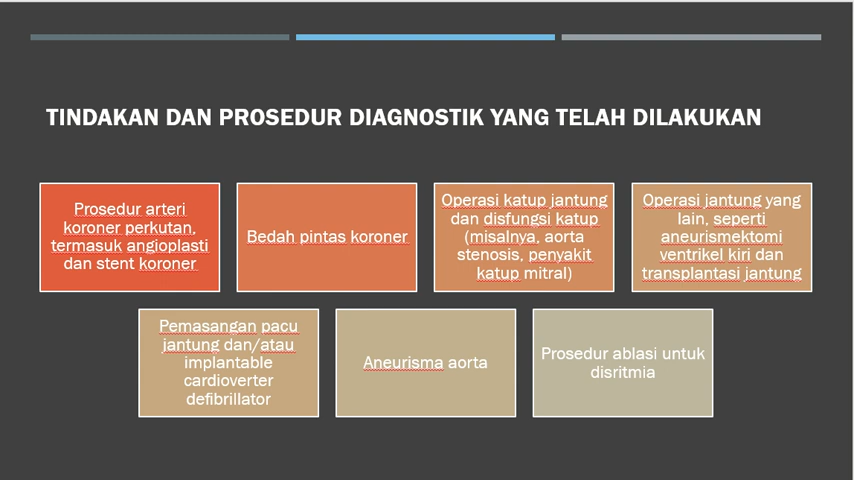 TINDAKAN DAN PROSEDUR DIAGNOSTIK YANG TELAH DILAKUKAN
Prosedur arteri
koroner perkutan,
termasuk angioplasti
dan stent koroner
Bedah pintas koroner
Operasi katup jantung
dan disfungsi katup
(misalnya, aorta
stenosis, penyakit
katup mitral)
Operasi jantung yang
lain, seperti
aneurismektomi
ventrikel kiri dan
transplantasi jantung
Pemasangan pacu
jantung dan/atau
implantable
cardioverter
defibrillator
Aneurisma aorta
Prosedur ablasi untuk
disritmia